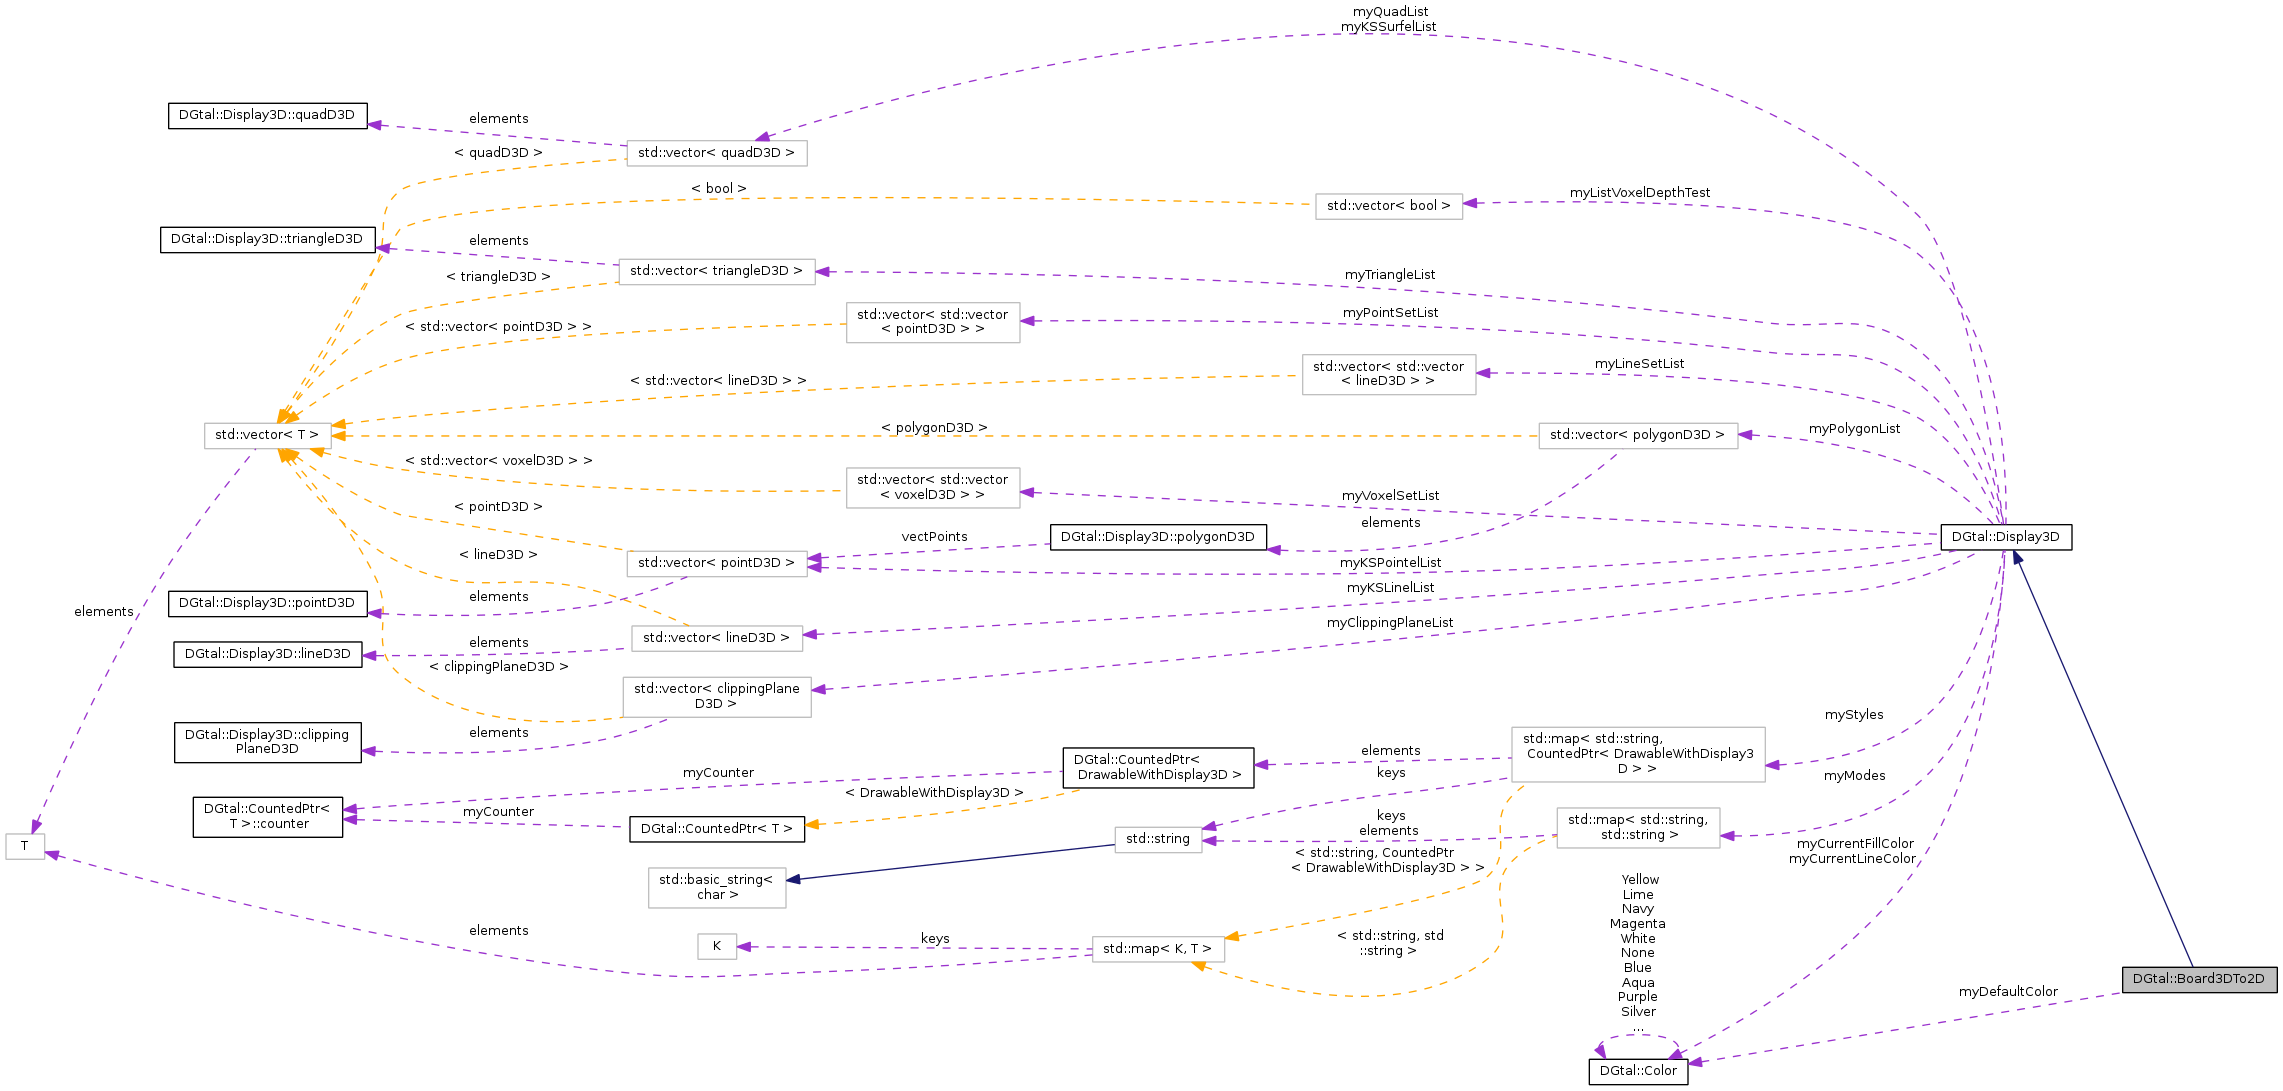 myQuadList
myKSSurfelList
DGtal::Display3D::quadD3D
elements
std::vector< quadD3D >
< quadD3D >
< bool >
myListVoxelDepthTest
std::vector< bool >
DGtal::Display3D::triangleD3D
elements
std::vector< triangleD3D >
< triangleD3D >
myTriangleList
std::vector< std::vector
< pointD3D > >
myPointSetList
< std::vector< pointD3D > >
myLineSetList
std::vector< std::vector
< lineD3D > >
< std::vector< lineD3D > >
std::vector< T >
< polygonD3D >
std::vector< polygonD3D >
myPolygonList
< std::vector< voxelD3D > >
std::vector< std::vector
< voxelD3D > >
myVoxelSetList
< pointD3D >
elements
vectPoints
DGtal::Display3D::polygonD3D
DGtal::Display3D
< lineD3D >
std::vector< pointD3D >
myKSPointelList
myKSLinelList
DGtal::Display3D::pointD3D
elements
elements
myClippingPlaneList
std::vector< lineD3D >
elements
DGtal::Display3D::lineD3D
< clippingPlaneD3D >
std::vector< clippingPlane
D3D >
myStyles
DGtal::Display3D::clipping
PlaneD3D
elements
std::map< std::string,
CountedPtr< DrawableWithDisplay3
D > >
elements
DGtal::CountedPtr<
DrawableWithDisplay3D >
myCounter
keys
myModes
< DrawableWithDisplay3D >
DGtal::CountedPtr<
T >::counter
myCounter
DGtal::CountedPtr< T >
keys
elements
std::map< std::string,
std::string >
std::string
T
myCurrentFillColor
myCurrentLineColor
< std::string, CountedPtr
< DrawableWithDisplay3D > >
std::basic_string<
char >
Yellow
Lime
Navy
Magenta
White
None
Blue
Aqua
Purple
Silver
...
elements
K
keys
std::map< K, T >
< std::string, std
::string >
DGtal::Board3DTo2D
myDefaultColor
DGtal::Color